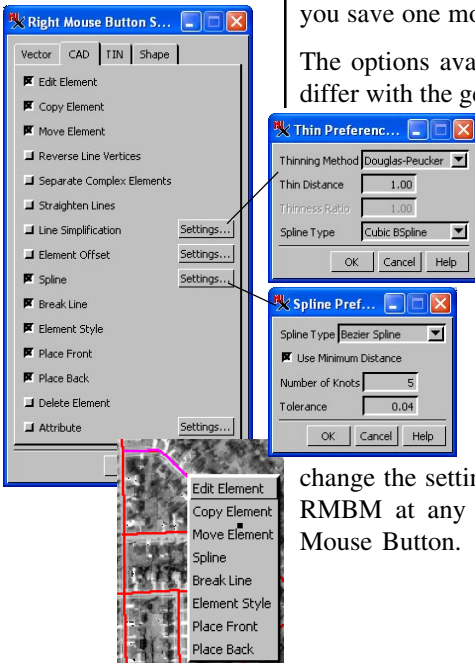 you save one mo
The options ava
differ with the ge
Right Mouse Button S...
Vector CAD TIN Shape
Edit Element
Copy Element
Move Element
Reverse Line Vertices
Separate Complex Elements
Straighten Lines
Line Simplification Settings...
Element Offset Settings...
Spline Settings...
Break Line
Element Style
Place Front
Place Back
Delete Element
Attribute Settings...
Thin Preferenc...
Thinning Method Douglas-Peucker
Thin Distance 1.00
Thinness Ratio 1.00
Spline Type Cubic BSpline
OK Cancel Help
Spline Pref...
Spline Type Bezier Spline
Use Minimum Distance
Number of Knots 5
Tolerance 0.04
OK Cancel Help
Edit Element
Copy Element
Move Element
Spline
Break Line
Element Style
Place Front
Place Back
change the settin
RMBM at any
Mouse Button.